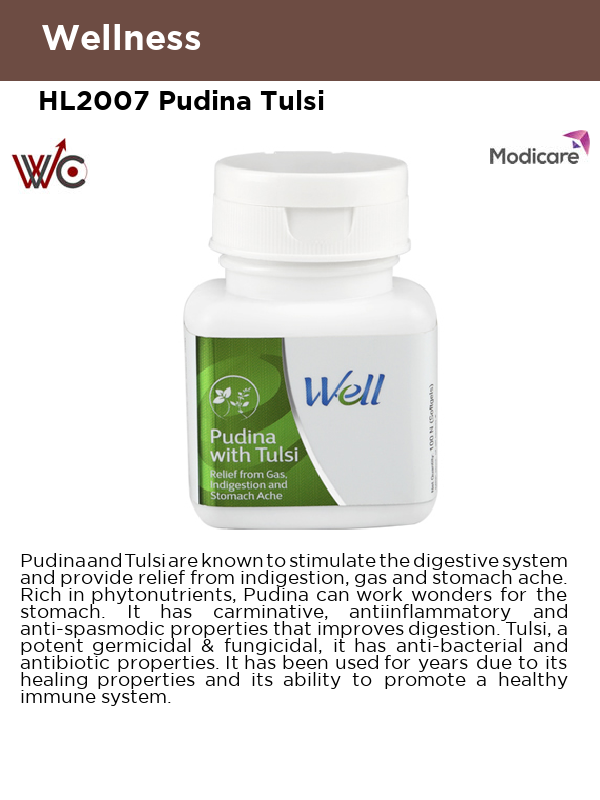 Wellness
HL2007 Pudina Tulsi
WC
Modicare
Well
Pudina
with Tulsi
Relief from Gas,
Indigestion and
Stomach Ache
100 N (Softgels)
Pudina and Tulsi are known to stimulate the digestive system
and provide relief from indigestion, gas and stomach ache.
Rich in phytonutrients, Pudina can work wonders for the
stomach. It has carminative, antiinflammatory and
anti-spasmodic properties that improves digestion. Tulsi, a
potent germicidal & fungicidal, it has anti-bacterial and
antibiotic properties. It has been used for years due to its
healing properties and its ability to promote a healthy
immune system.